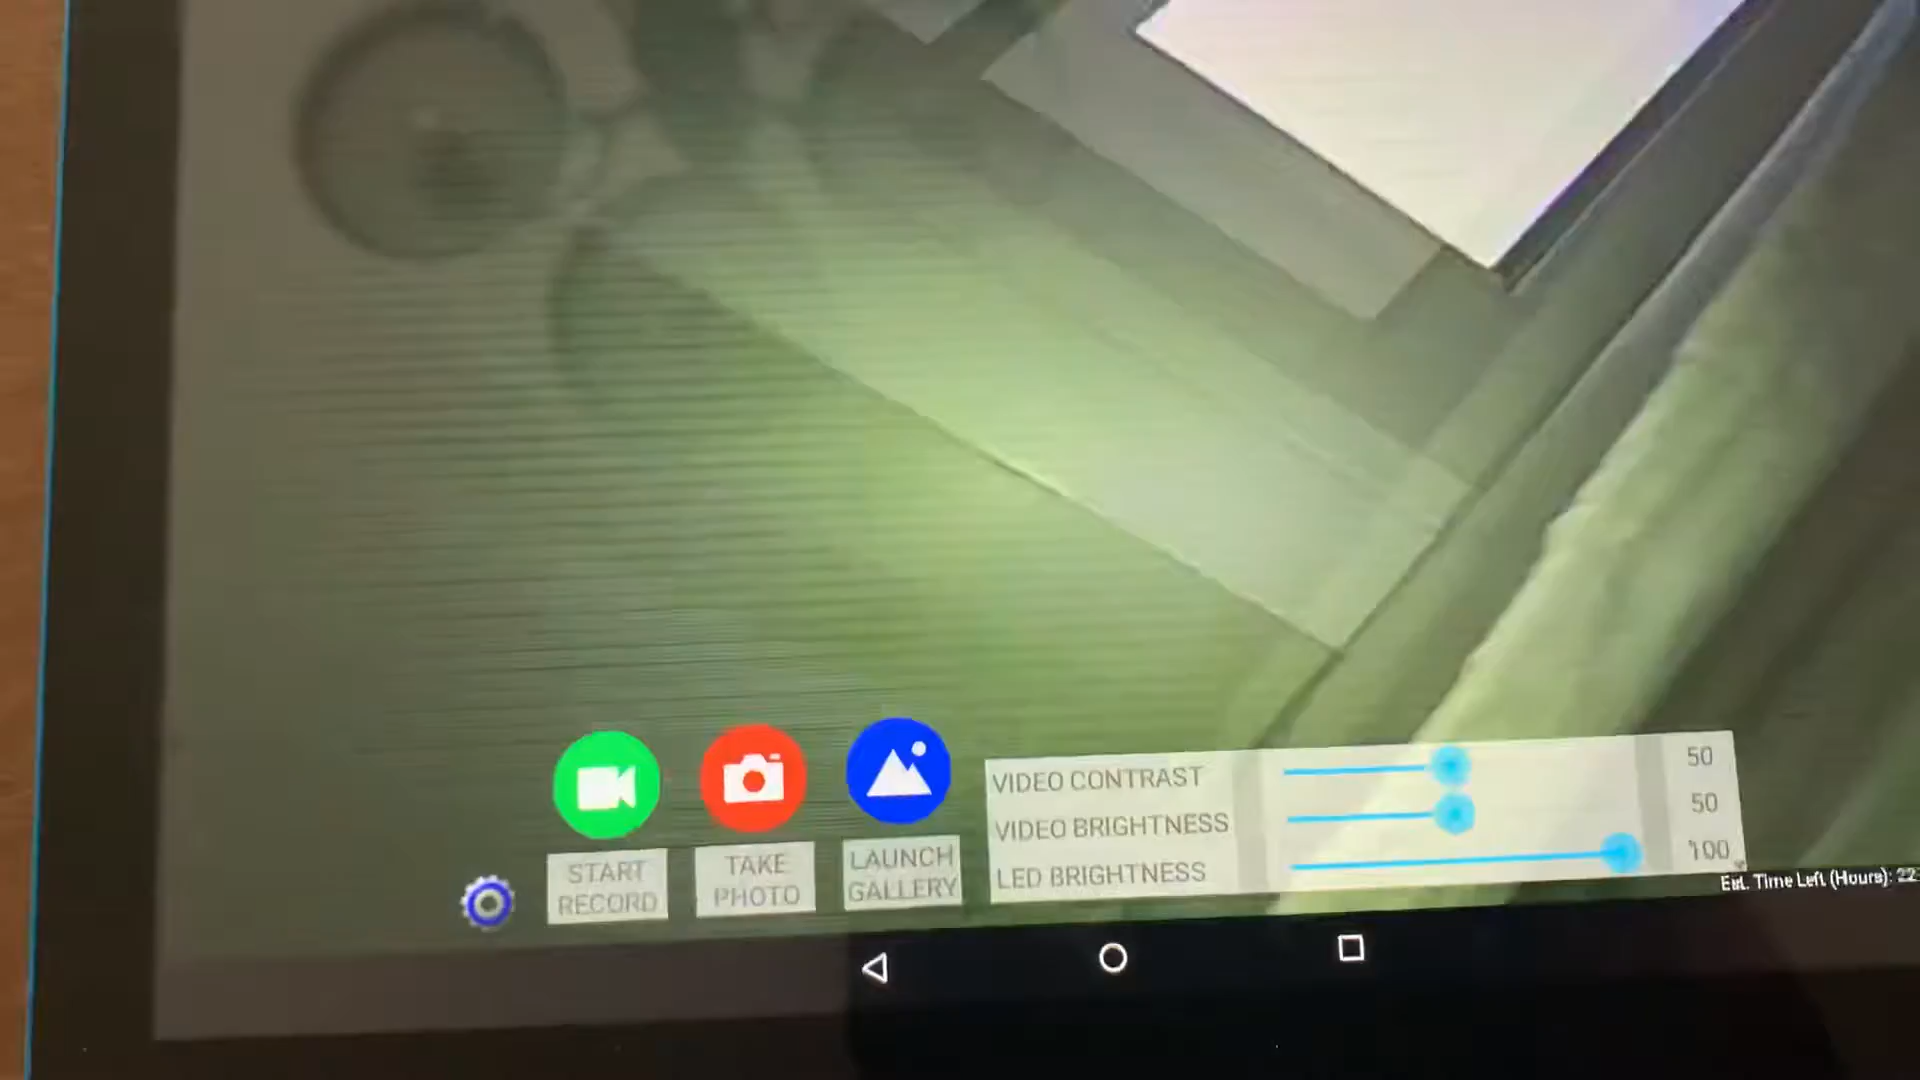 START
RECORD
TAKE
PHOTO
LAUNCH
GALLERY
VIDEO CONTRAST 50
VIDEO BRIGHTNESS 50
LED BRIGHTNESS 100
Est. Time Left (Hours): 22